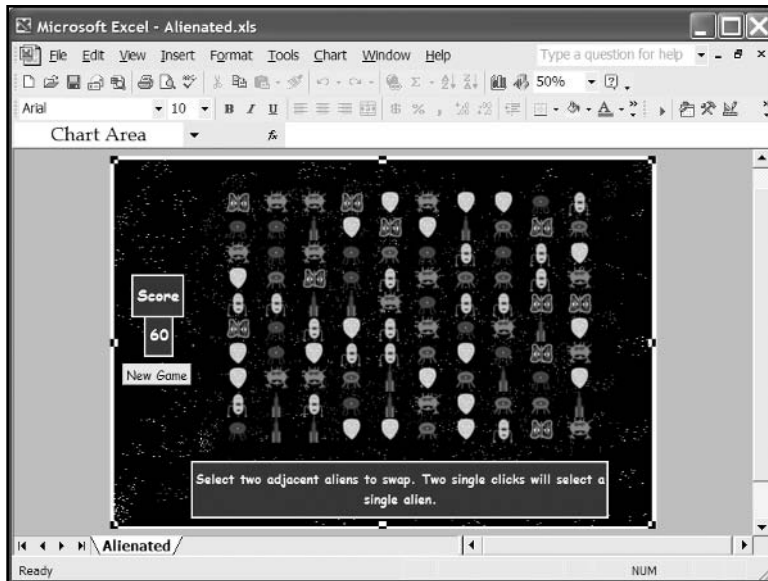 Microsoft Excel - Alienated.xls
File Edit View Insert Format Tools Chart Window Help Type a question for help
50%
Arial 10 B I U
Chart Area fx
Score
60
New Game
Select two adjacent aliens to swap. Two single clicks will select a
single alien.
Alienated
Ready NUM